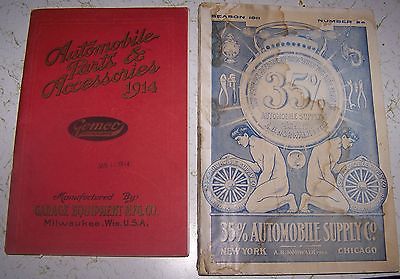 Automobile
Parts &
Accessories
1914
Gemco
Manufactured By
GARAGE EQUIPMENT MFG. CO.
Milwaukee, Wis. U.S.A.
SEASON 1911 NUMBER
35%
AUTOMOBILE SUPPLY
35% AUTOMOBILE SUPPLY CO.
NEW YORK A.H. CHICAGO